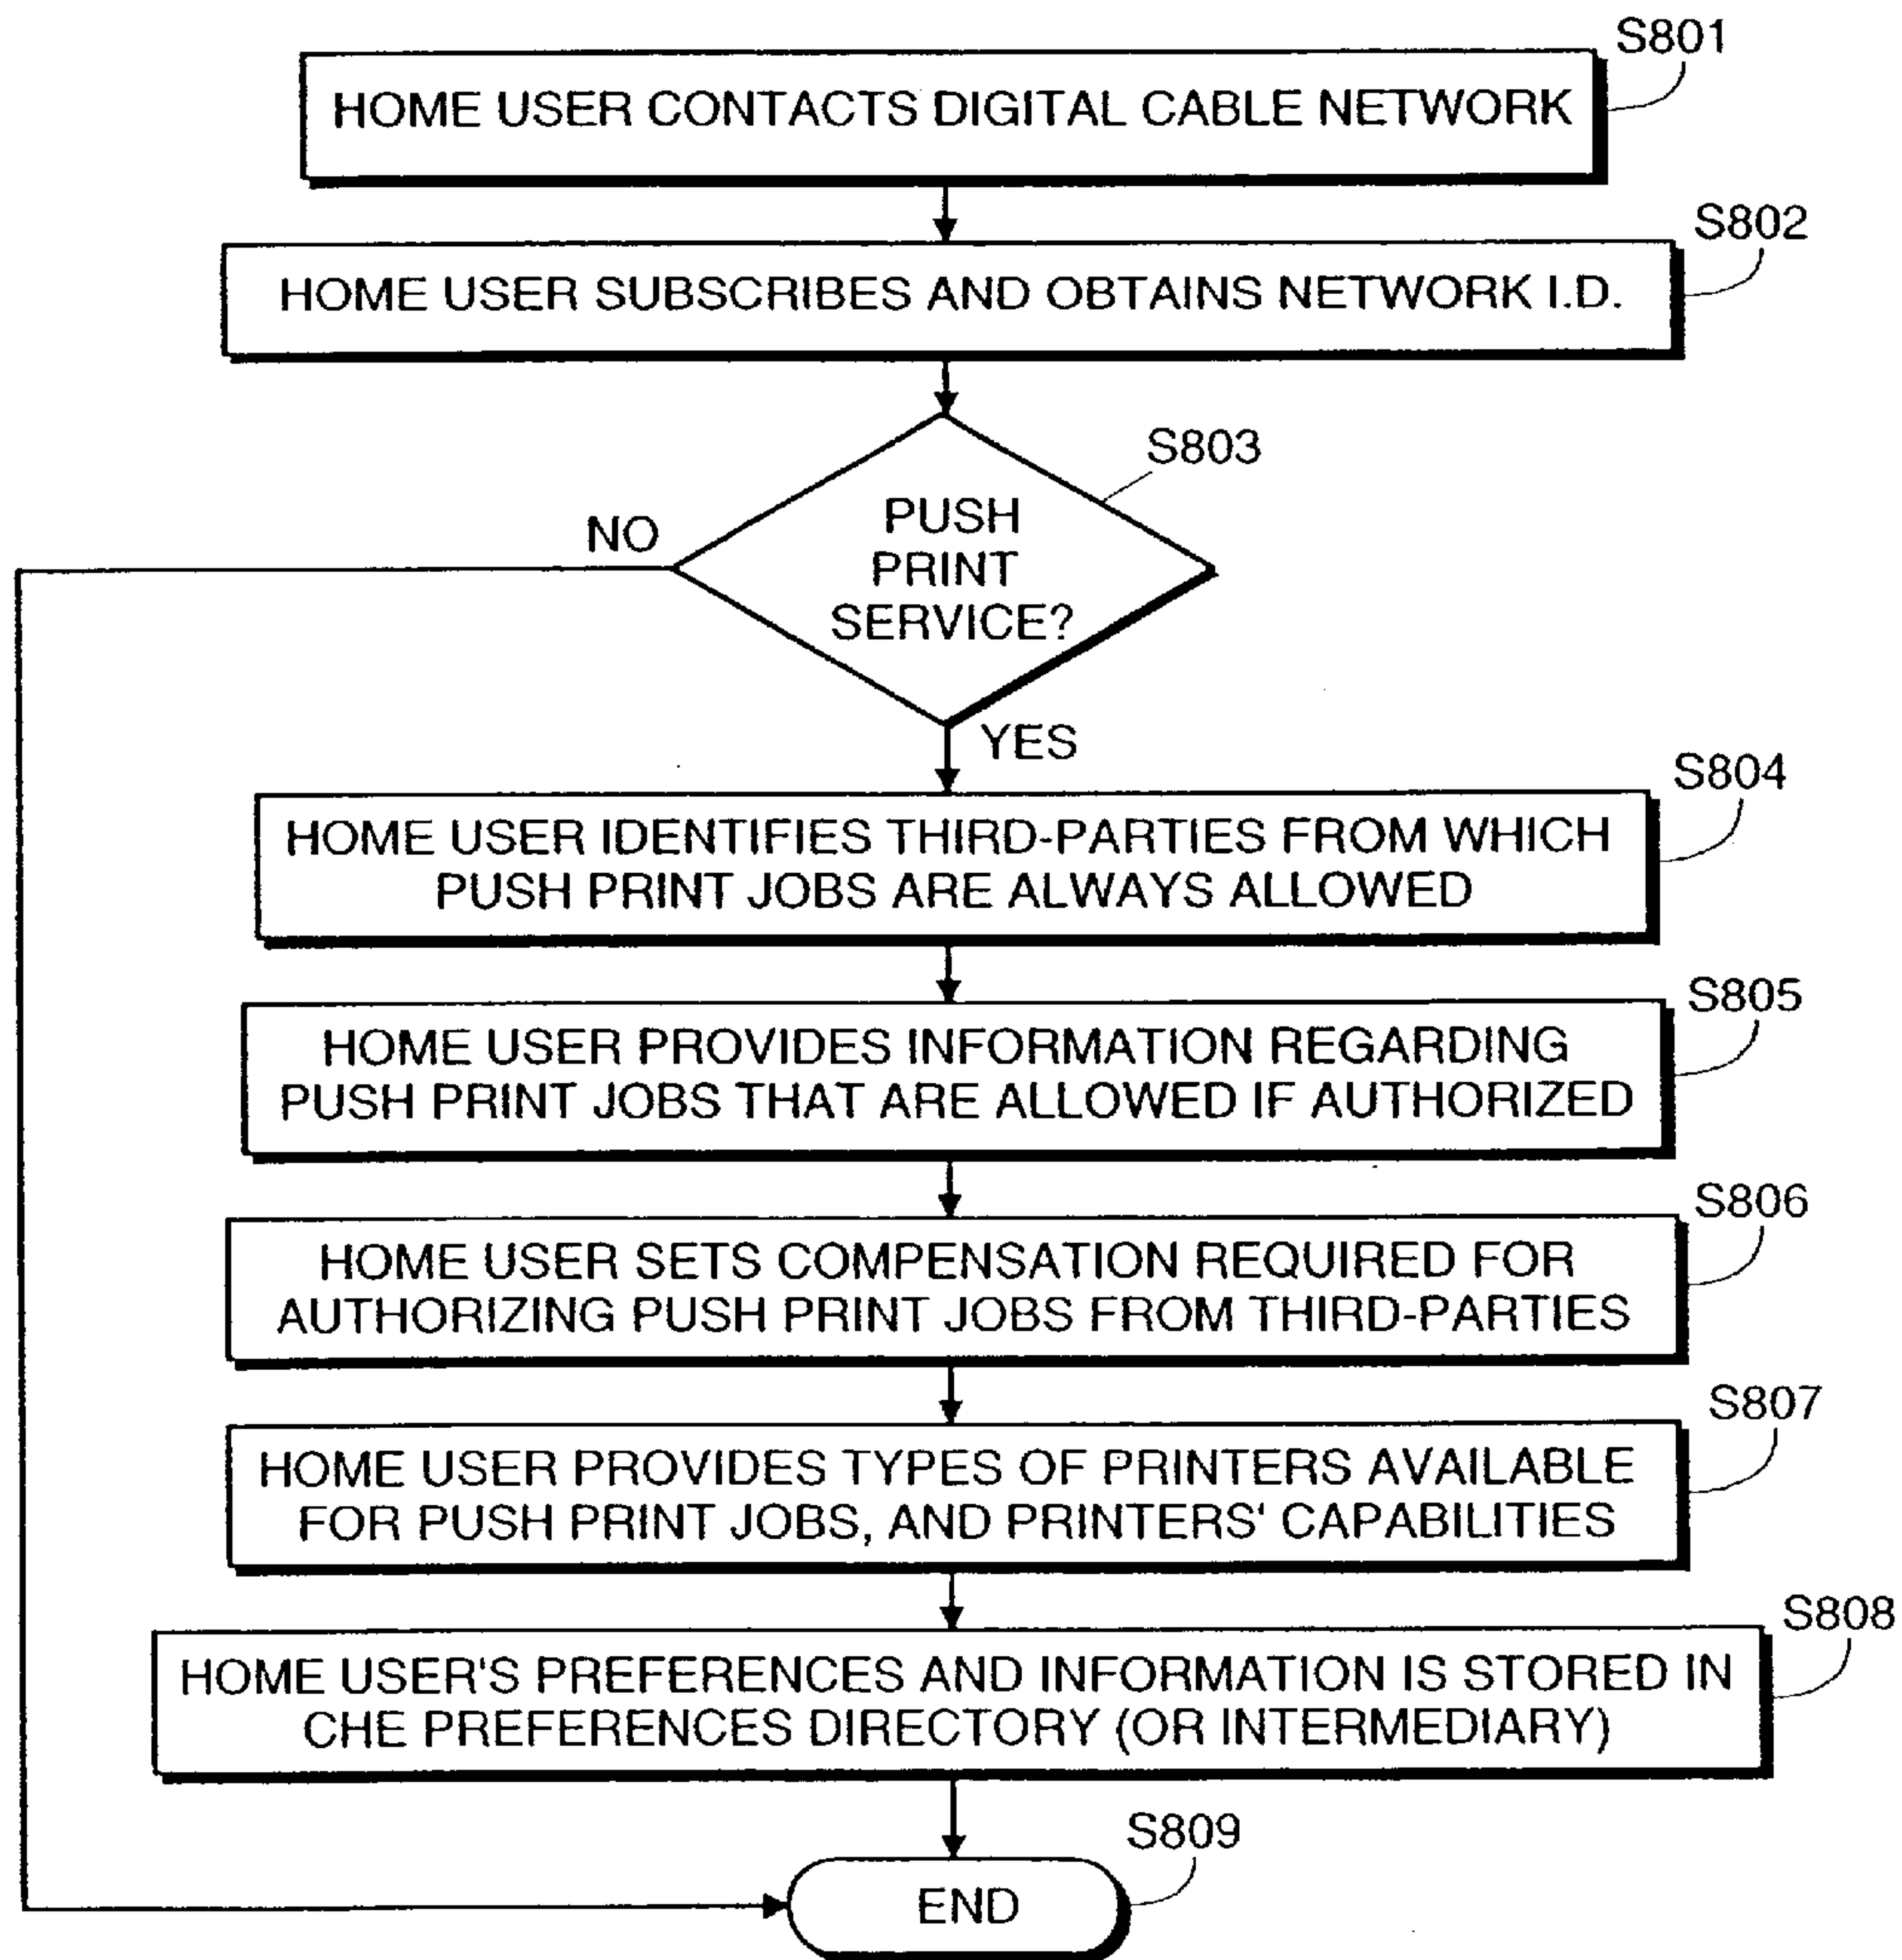 S801
HOME USER CONTACTS DIGITAL CABLE NETWORK
S802
HOME USER SUBSCRIBES AND OBTAINS NETWORK I.D.
S803
PUSH
PRINT
SERVICE?
NO
YES
S804
HOME USER IDENTIFIES THIRD-PARTIES FROM WHICH
PUSH PRINT JOBS ARE ALWAYS ALLOWED
S805
HOME USER PROVIDES INFORMATION REGARDING
PUSH PRINT JOBS THAT ARE ALLOWED IF AUTHORIZED
S806
HOME USER SETS COMPENSATION REQUIRED FOR
AUTHORIZING PUSH PRINT JOBS FROM THIRD-PARTIES
S807
HOME USER PROVIDES TYPES OF PRINTERS AVAILABLE
FOR PUSH PRINT JOBS, AND PRINTERS' CAPABILITIES
S808
HOME USER'S PREFERENCES AND INFORMATION IS STORED IN
CHE PREFERENCES DIRECTORY (OR INTERMEDIARY)
S809
END